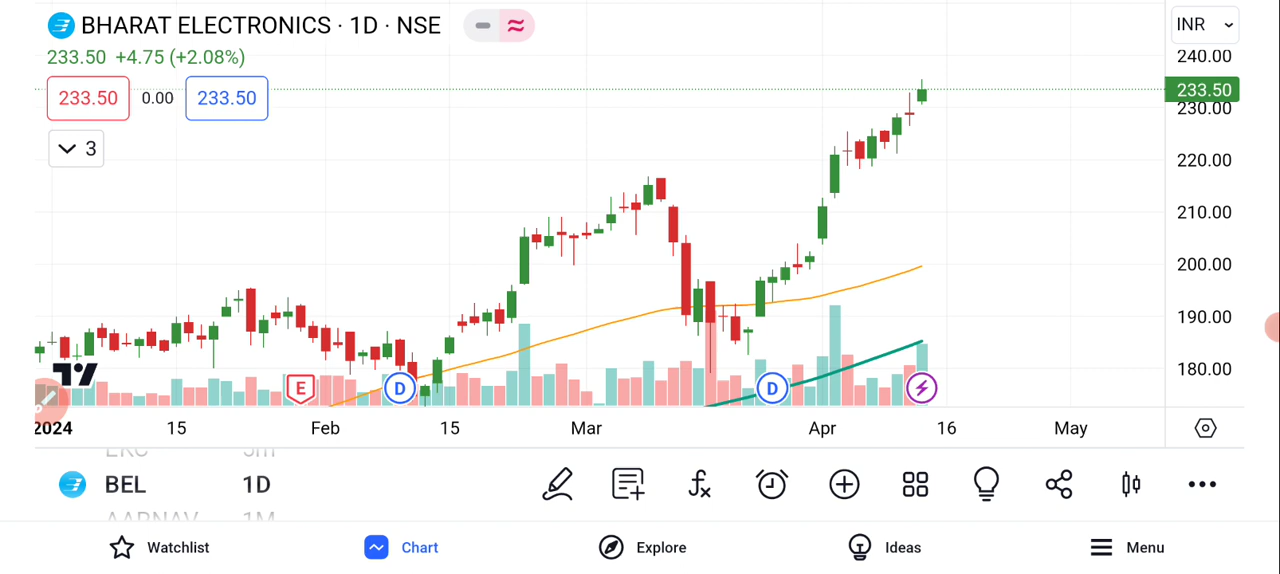 BHARAT ELECTRONICS · 1D · NSE
INR
233.50 +4.75 (+2.08%)
233.50 0.00 233.50
3
240.00
233.50
230.00
220.00
210.00
200.00
190.00
180.00
E D D
2024 15 Feb 15 Mar Apr 16 May
BEL 1D
AARNAV 1M
Watchlist Chart Explore Ideas Menu